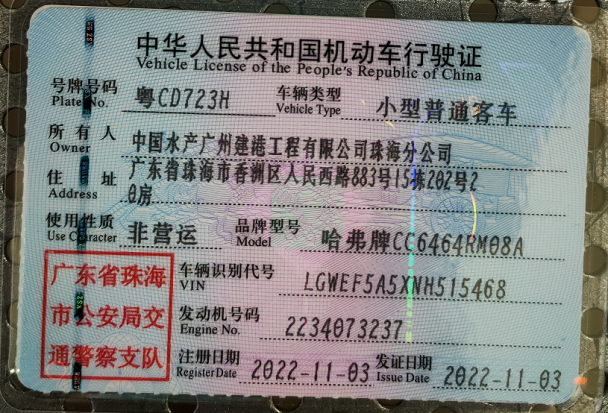 中华人民共和国机动车行驶证
Vehicle License of the People's Republic of China
号牌号码 粤CD723H 车辆类型 小型普通客车
Plate No. Vehicle Type
所有人 中国水产广州建港工程有限公司珠海分公司
Owner
住址 广东省珠海市香洲区人民西路883号15栋202号2
Address 0房
使用性质 非营运 品牌型号 哈弗牌CC6464RM08A
Use Character Model
广东省珠海 车辆识别代号 LGWEF5A5XNH515468
VIN
市公安局交 发动机号码 2234073237
Engine No.
通警察支队 注册日期 2022-11-03 发证日期 2022-11-03
Register Date Issue Date